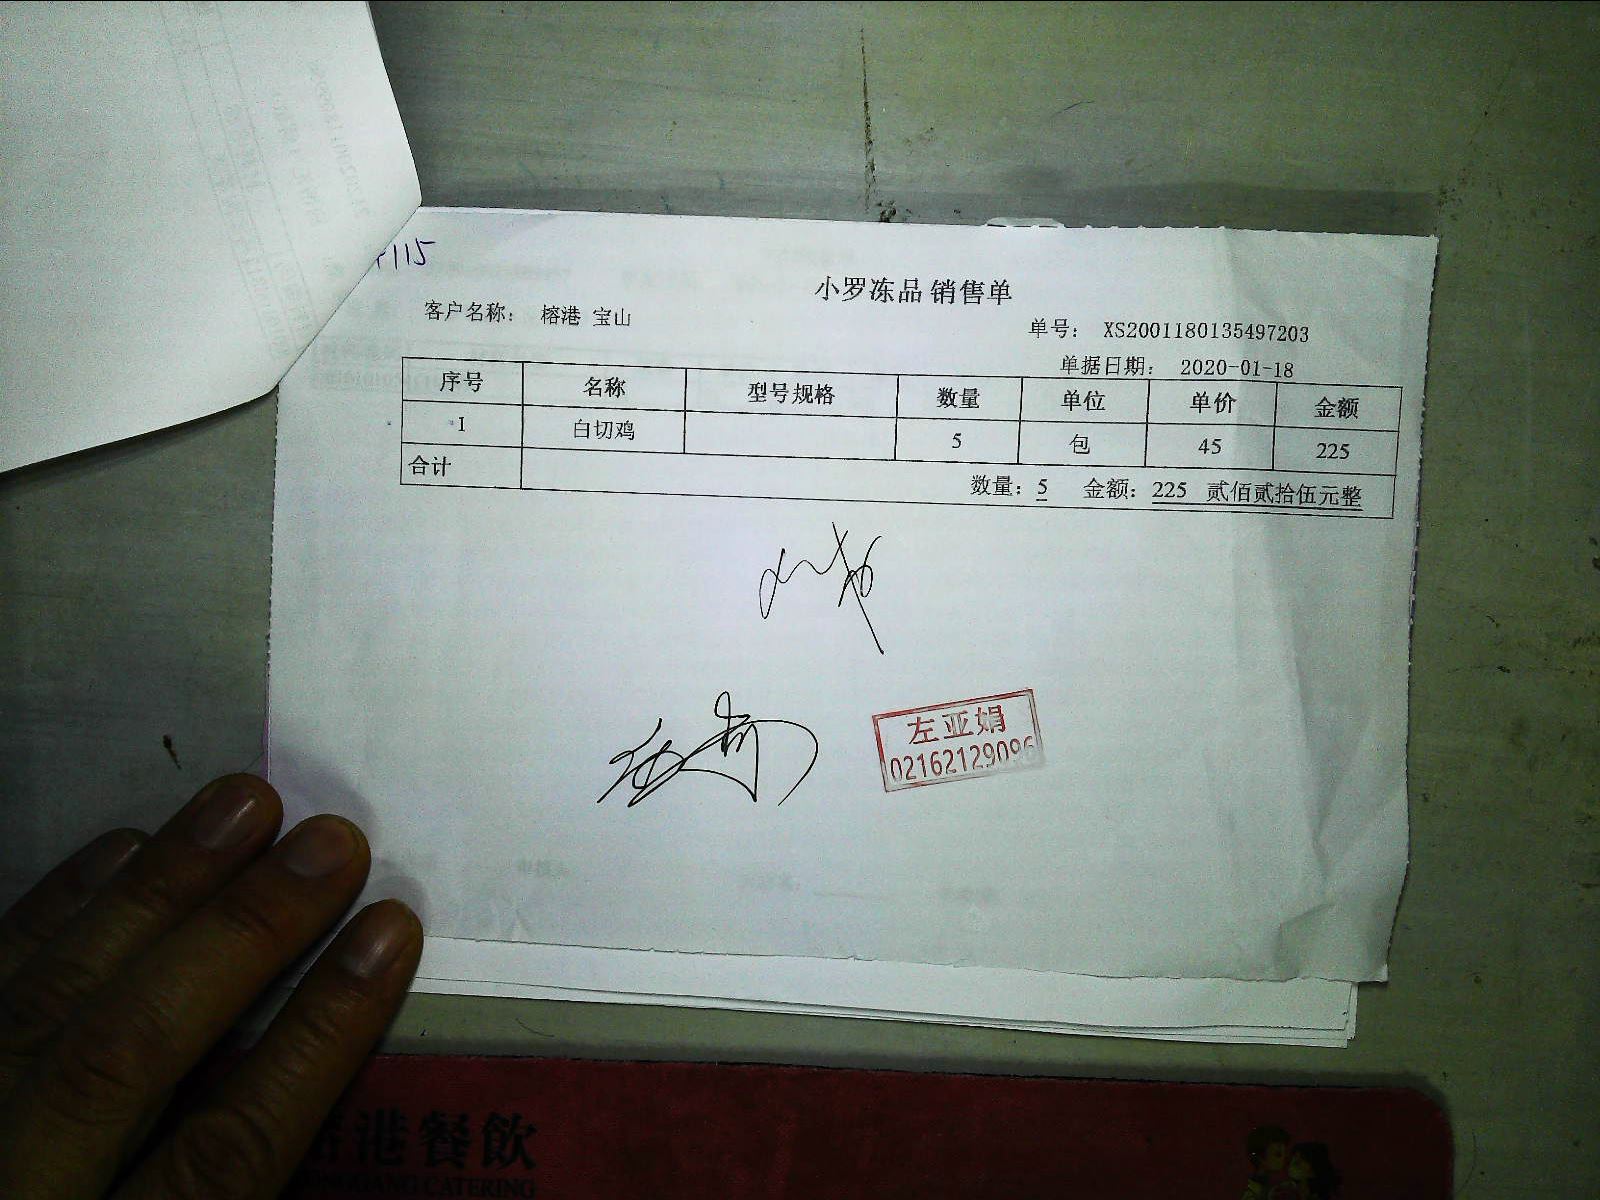 115
小罗冻品 销售单
客户名称： 榕港 宝山
单号： XS2001180135497203
单据日期： 2020-01-18
序号 名称 型号规格 数量 单位 单价 金额
1 白切鸡 5 包 45 225
合计 数量：5 金额：225 贰佰贰拾伍元整
左亚娟
02162129096
港餐飲
CATERING